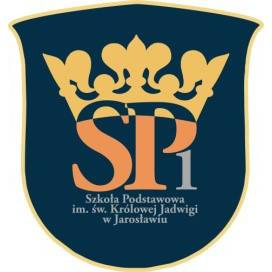 SP1
Szkoła Podstawowa
im. św. Królowej Jadwigi
w Jarosławiu